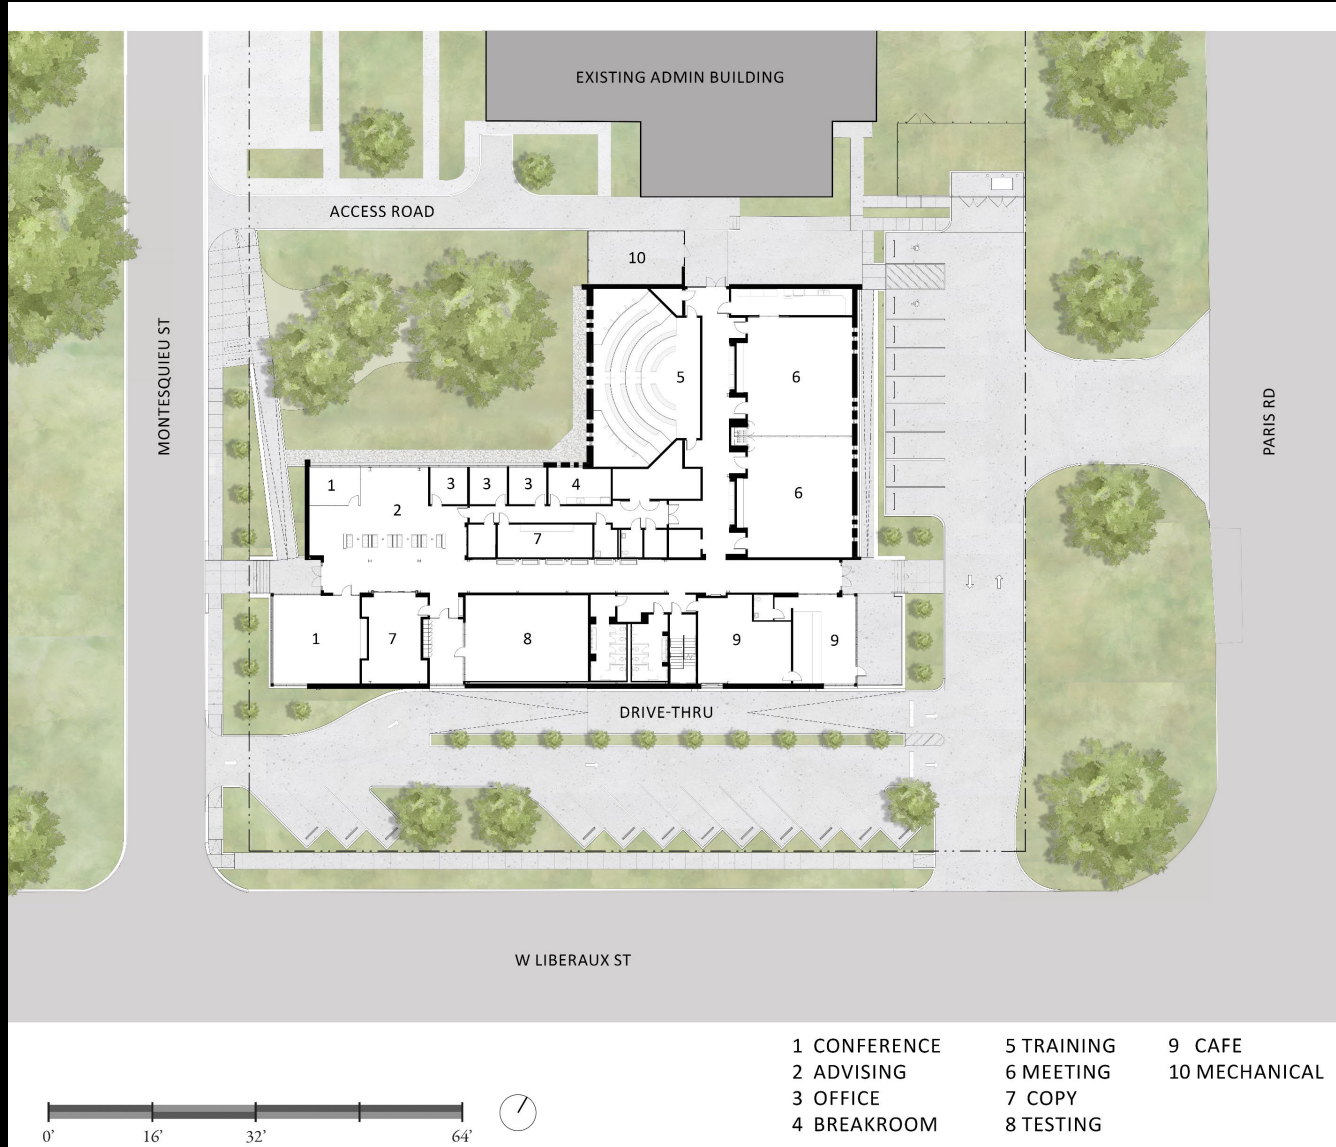 EXISTING ADMIN BUILDING
ACCESS ROAD
10
MONTESQUIEU ST
5
6
PARIS RD
1
3
3
3
4
2
6
7
1
7
8
9
9
DRIVE-THRU
W LIBERAUX ST
1 CONFERENCE
2 ADVISING
3 OFFICE
4 BREAKROOM
5 TRAINING
6 MEETING
7 COPY
8 TESTING
9 CAFE
10 MECHANICAL
0' 16' 32' 64'